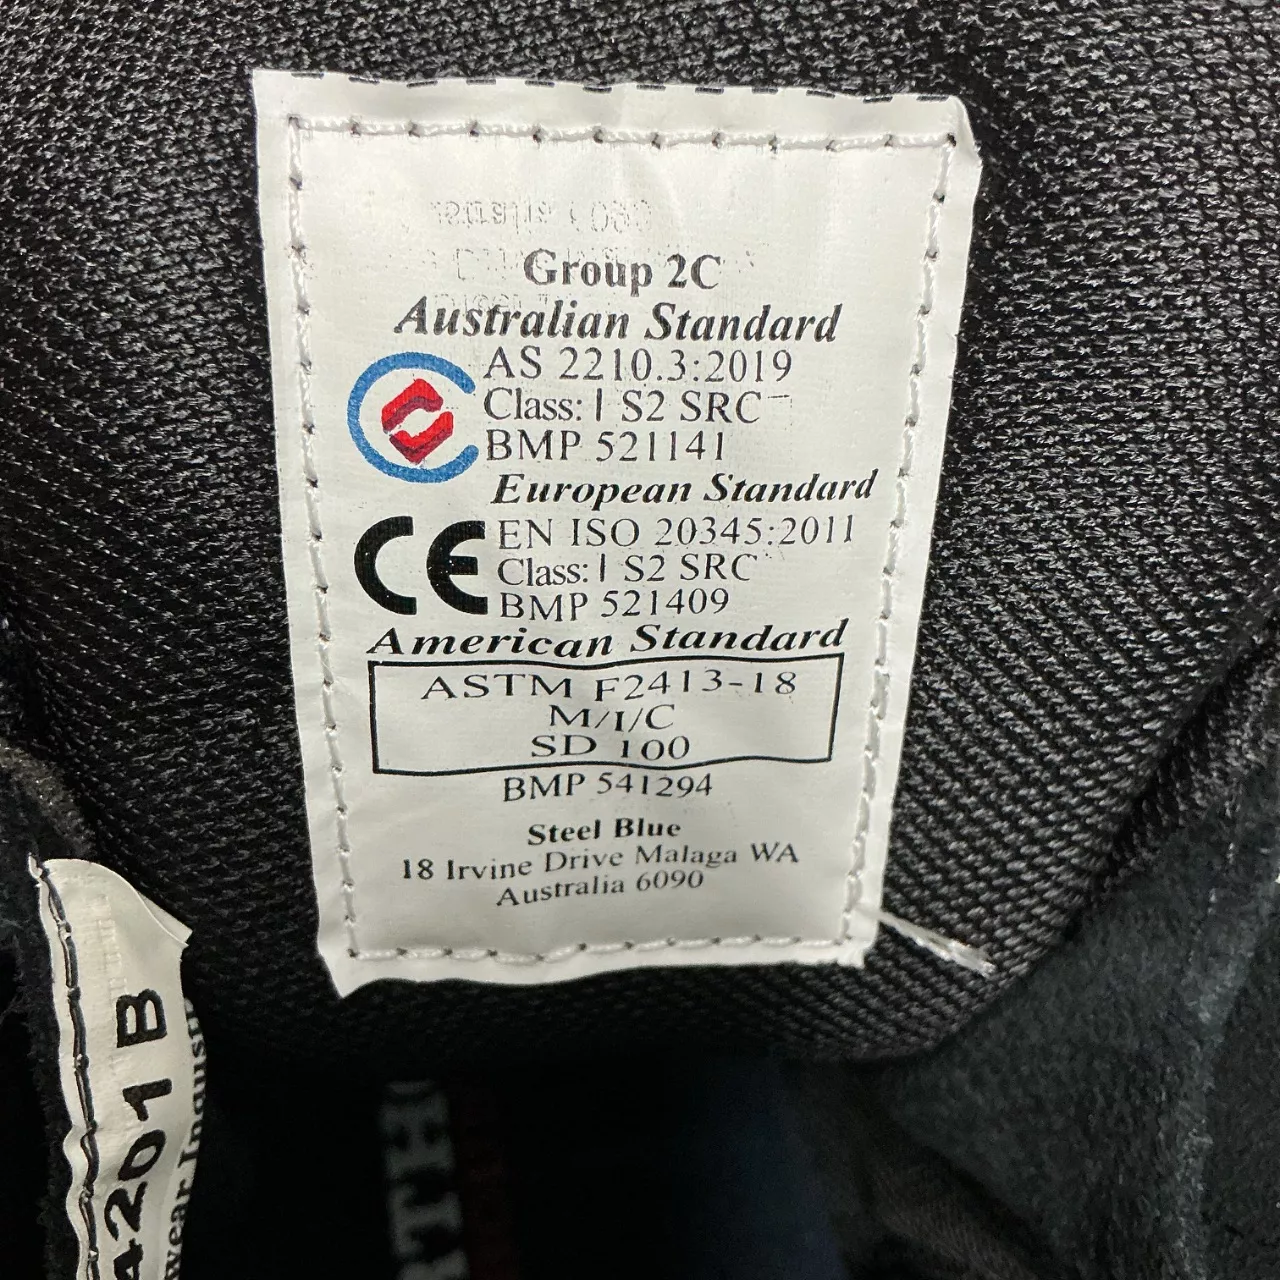 Group 2C
Australian Standard
AS 2210.3:2019
Class: I S2 SRC
BMP 521141
European Standard
CE
EN ISO 20345:2011
Class: I S2 SRC
BMP 521409
American Standard
ASTM F2413-18
M/I/C
SD 100
BMP 541294
Steel Blue
18 Irvine Drive Malaga WA
Australia 6090
4201 B